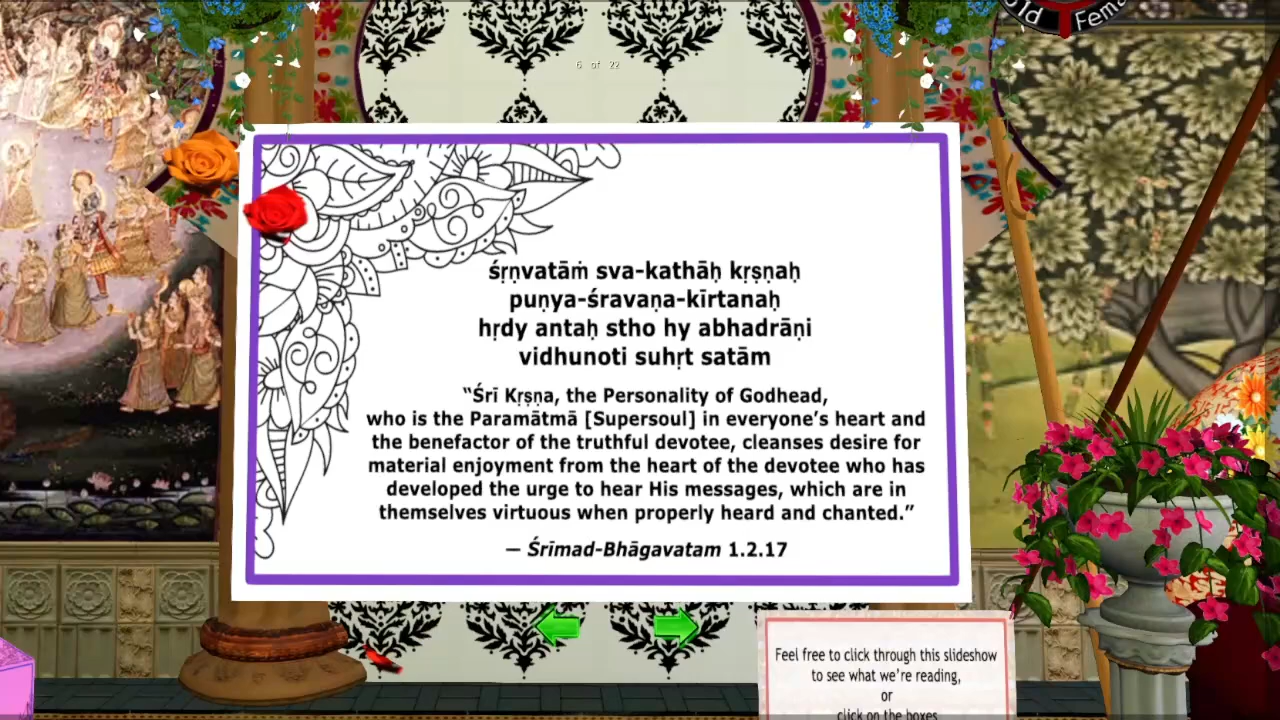 6 of 22
śṛṇvatāṁ sva-kathāḥ kṛṣṇaḥ
puṇya-śravaṇa-kīrtanaḥ
hṛdy antaḥ stho hy abhadrāṇi
vidhunoti suhṛt satām
“Śrī Kṛṣṇa, the Personality of Godhead,
who is the Paramātmā [Supersoul] in everyone’s heart and
the benefactor of the truthful devotee, cleanses desire for
material enjoyment from the heart of the devotee who has
developed the urge to hear His messages, which are in
themselves virtuous when properly heard and chanted.”
— Śrīmad-Bhāgavatam 1.2.17
Feel free to click through this slideshow
to see what we’re reading,
or
click on the boxes